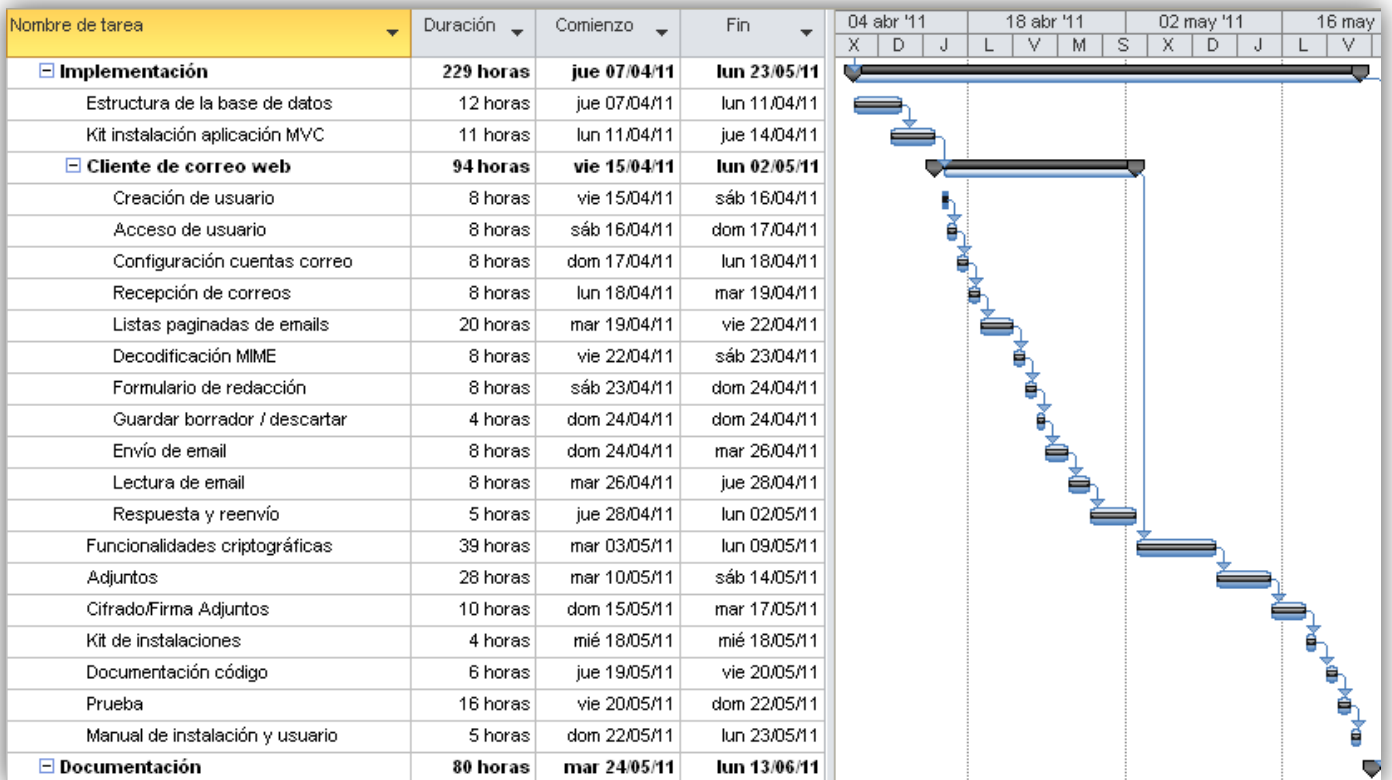 Nombre de tarea Duración Comienzo Fin 04 abr '11 18 abr '11 02 may '11 16 may
X D J L V M S X D J L V
Implementación 229 horas jue 07/04/11 lun 23/05/11
Estructura de la base de datos 12 horas jue 07/04/11 lun 11/04/11
Kit instalación aplicación MVC 11 horas lun 11/04/11 jue 14/04/11
Cliente de correo web 94 horas vie 15/04/11 lun 02/05/11
Creación de usuario 8 horas vie 15/04/11 sáb 16/04/11
Acceso de usuario 8 horas sáb 16/04/11 dom 17/04/11
Configuración cuentas correo 8 horas dom 17/04/11 lun 18/04/11
Recepción de correos 8 horas lun 18/04/11 mar 19/04/11
Listas paginadas de emails 20 horas mar 19/04/11 vie 22/04/11
Decodificación MIME 8 horas vie 22/04/11 sáb 23/04/11
Formulario de redacción 8 horas sáb 23/04/11 dom 24/04/11
Guardar borrador / descartar 4 horas dom 24/04/11 dom 24/04/11
Envío de email 8 horas dom 24/04/11 mar 26/04/11
Lectura de email 8 horas mar 26/04/11 jue 28/04/11
Respuesta y reenvío 5 horas jue 28/04/11 lun 02/05/11
Funcionalidades criptográficas 39 horas mar 03/05/11 lun 09/05/11
Adjuntos 28 horas mar 10/05/11 sáb 14/05/11
Cifrado/Firma Adjuntos 10 horas dom 15/05/11 mar 17/05/11
Kit de instalaciones 4 horas mié 18/05/11 mié 18/05/11
Documentación código 6 horas jue 19/05/11 vie 20/05/11
Prueba 16 horas vie 20/05/11 dom 22/05/11
Manual de instalación y usuario 5 horas dom 22/05/11 lun 23/05/11
Documentación 80 horas mar 24/05/11 lun 13/06/11